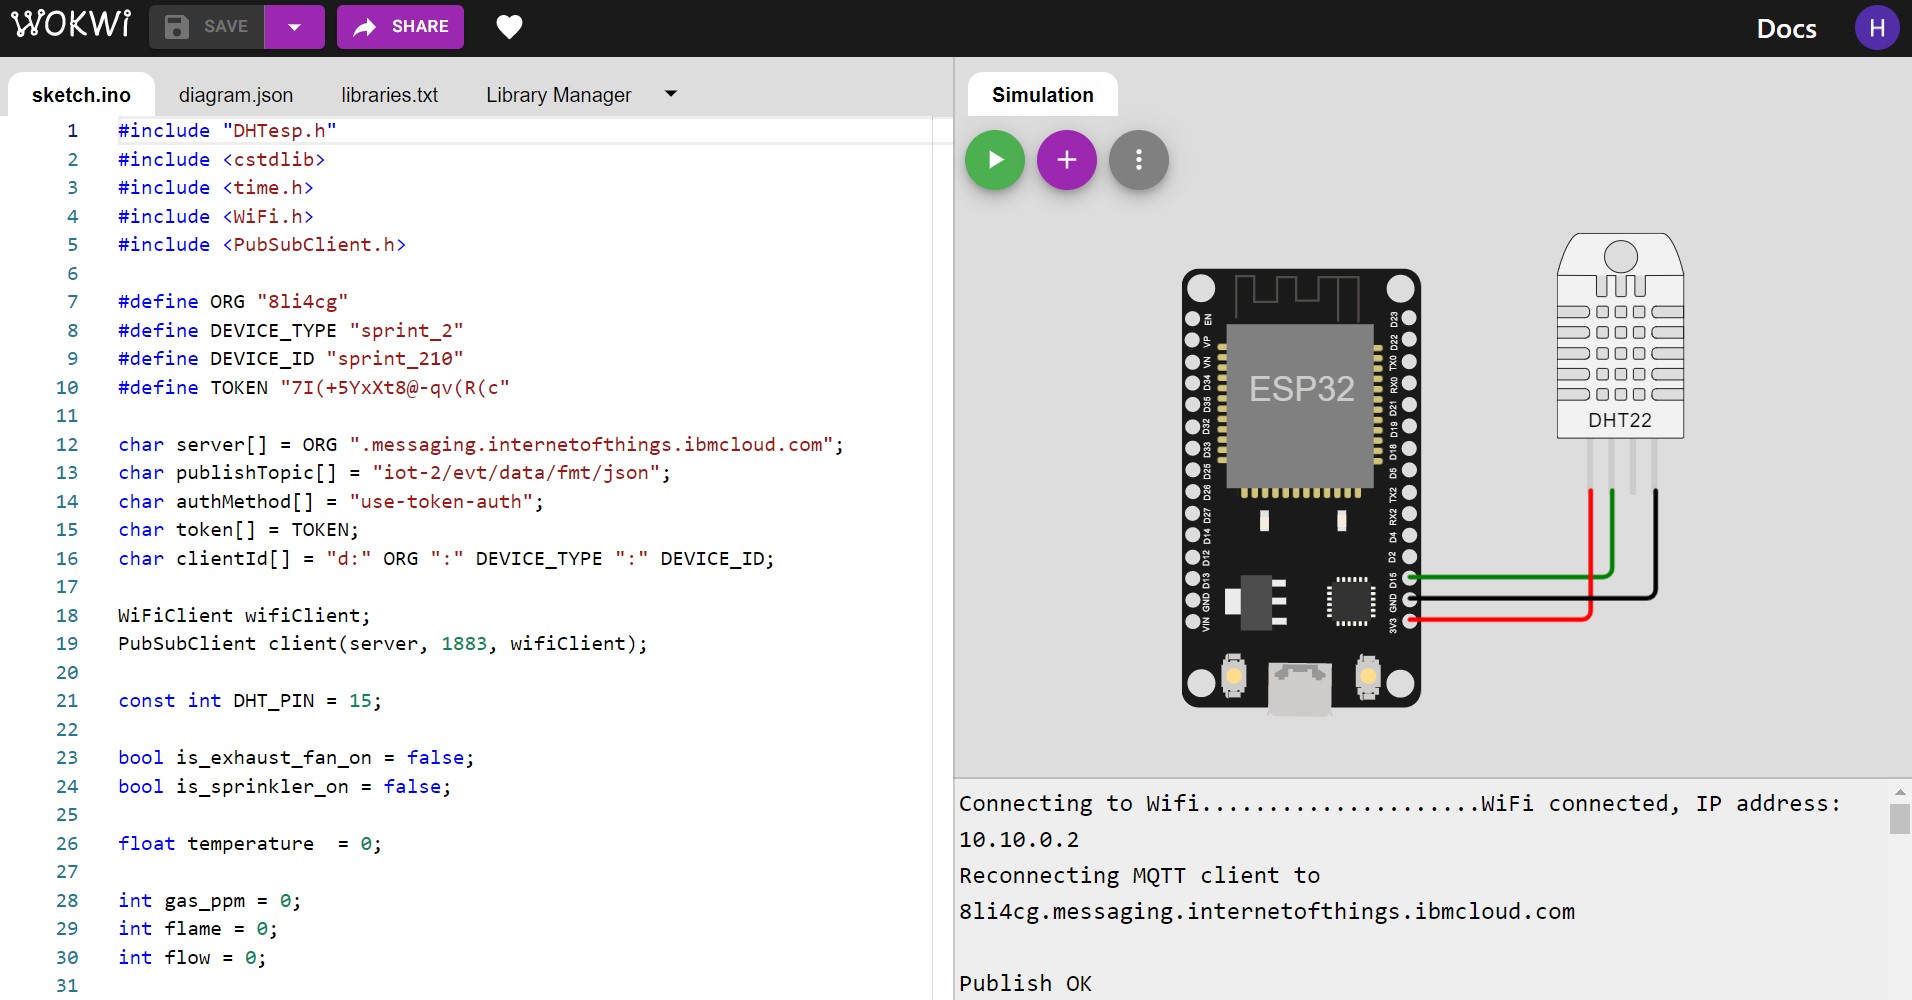 WOKWi
SAVE
SHARE
Docs
H
sketch.ino
diagram.json
libraries.txt
Library Manager
Simulation
1 #include "DHTesp.h"
2 #include <cstdlib>
3 #include <time.h>
4 #include <WiFi.h>
5 #include <PubSubClient.h>
6
7 #define ORG "8li4cg"
8 #define DEVICE_TYPE "sprint_2"
9 #define DEVICE_ID "sprint_210"
10 #define TOKEN "7I(+5YxXt8@-qv(R(c"
11
12 char server[] = ORG ".messaging.internetofthings.ibmcloud.com";
13 char publishTopic[] = "iot-2/evt/data/fmt/json";
14 char authMethod[] = "use-token-auth";
15 char token[] = TOKEN;
16 char clientId[] = "d:" ORG ":" DEVICE_TYPE ":" DEVICE_ID;
17
18 WiFiClient wifiClient;
19 PubSubClient client(server, 1883, wifiClient);
20
21 const int DHT_PIN = 15;
22
23 bool is_exhaust_fan_on = false;
24 bool is_sprinkler_on = false;
25
26 float temperature  = 0;
27
28 int gas_ppm = 0;
29 int flame = 0;
30 int flow = 0;
31
EN
VP
VN
D34
D35
D32
D33
D25
D26
D27
D14
D12
D13
GND
VIN
ESP32
D23
D22
TX0
RX0
D21
D19
D18
D5
TX2
RX2
D4
D2
D15
GND
3V3
DHT22
Connecting to Wifi.....................WiFi connected, IP address:
10.10.0.2
Reconnecting MQTT client to
8li4cg.messaging.internetofthings.ibmcloud.com
Publish OK